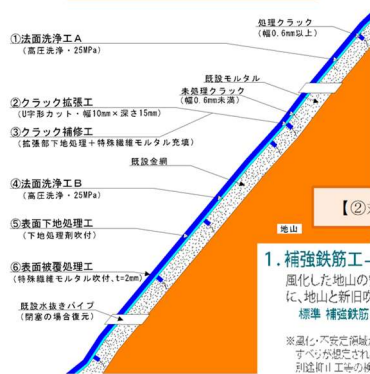 処理クラック
(幅0.6mm以上)
①法面洗浄工A
(高圧洗浄・25MPa)
既設モルタル
未処理クラック
(幅0.6mm未満)
②クラック拡張工
(U字形カット・幅10mm×深さ15mm)
③クラック補修工
(拡張部下地処理+特殊繊維モルタル充填)
既設金網
④法面洗浄工B
(高圧洗浄・25MPa)
【②
地山
⑤表面下地処理工
(下地処理剤吹付)
1.補強鉄筋工
風化した地山の
⑥表面被覆処理工
(特殊繊維モルタル吹付、t=2mm)
に、地山と新旧吹
標準 補強鉄筋
既設水抜きパイプ
(閉塞の場合復元)
※風化・不安定領域
すべりが想定され
別途抑止工等の検